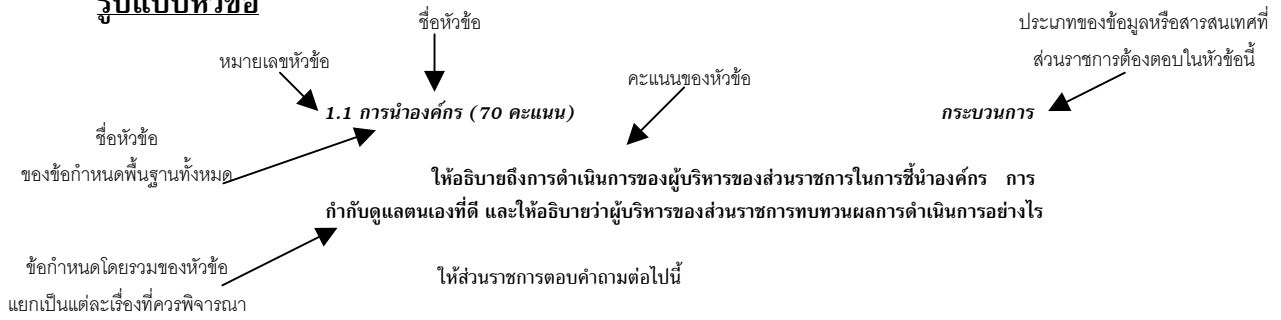 รูปแบบหัวข้อ
ชื่อหัวข้อ
ประเภทของข้อมูลหรือสารสนเทศที่
ส่วนราชการต้องตอบในหัวข้อนี้
หมายเลขหัวข้อ
คะแนนของหัวข้อ
1.1 การนำองค์กร (70 คะแนน)
กระบวนการ
ชื่อหัวข้อ
ของข้อกำหนดพื้นฐานทั้งหมด
ให้อธิบายถึงการดำเนินการของผู้บริหารของส่วนราชการในการชี้นำองค์กร การ
กำกับดูแลตนเองที่ดี และให้อธิบายว่าผู้บริหารของส่วนราชการทบทวนผลการดำเนินการอย่างไร
ข้อกำหนดโดยรวมของหัวข้อ
แยกเป็นแต่ละเรื่องที่ควรพิจารณา
ให้ส่วนราชการตอบคำถามต่อไปนี้